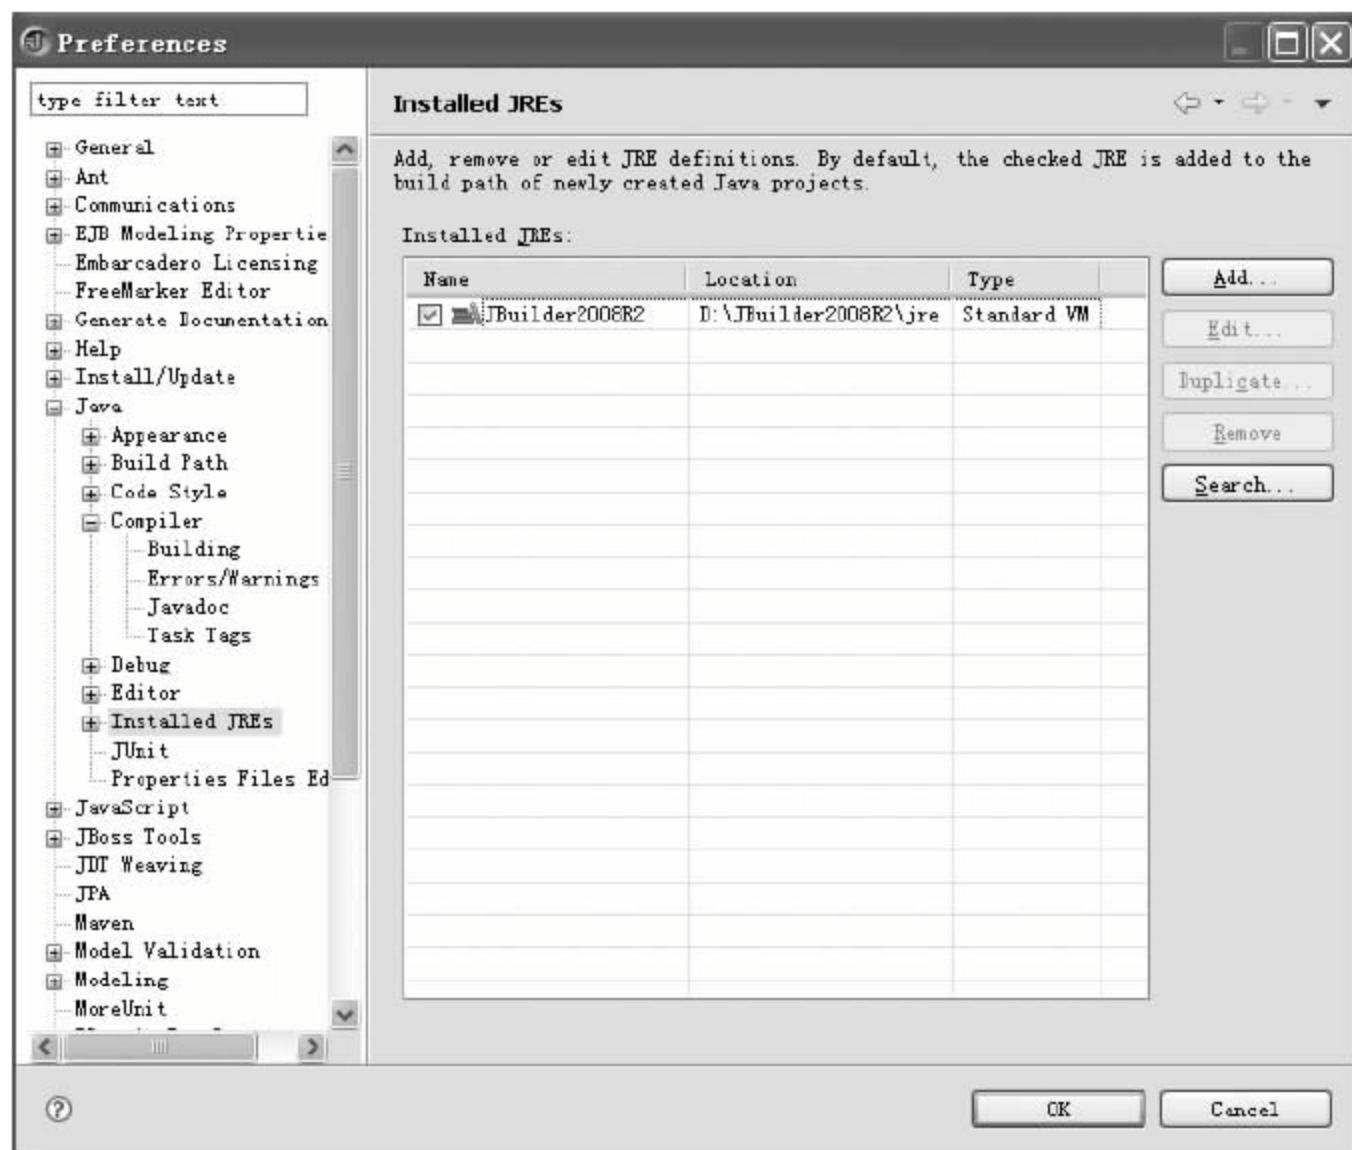 Preferences
type filter text
General
Ant
Communications
EJB Modeling Propertie
Embarcadero Licensing
FreeMarker Editor
Generate Documentation
Help
Install/Update
Java
Appearance
Build Path
Code Style
Compiler
Building
Errors/Warnings
Javadoc
Task Tags
Debug
Editor
Installed JREs
JUnit
Properties Files Ed
JavaScript
JBoss Tools
JDT Weaving
JPA
Maven
Model Validation
Modeling
MoreUnit
Installed JREs
Add, remove or edit JRE definitions. By default, the checked JRE is added to the
build path of newly created Java projects.
Installed JREs:
Name Location Type
JBuilder2008R2 D:\JBuilder2008R2\jre Standard VM
Add...
Edit...
Duplicate...
Remove
Search...
OK Cancel